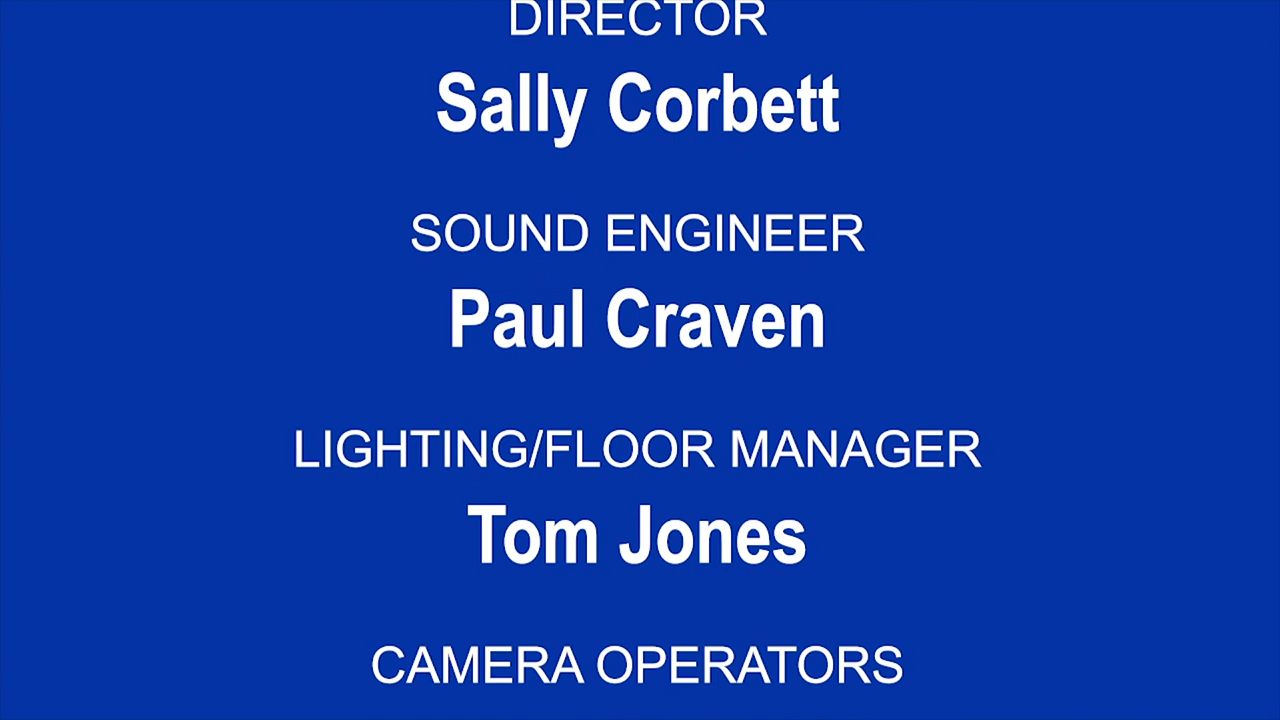 DIRECTOR
Sally Corbett
SOUND ENGINEER
Paul Craven
LIGHTING/FLOOR MANAGER
Tom Jones
CAMERA OPERATORS